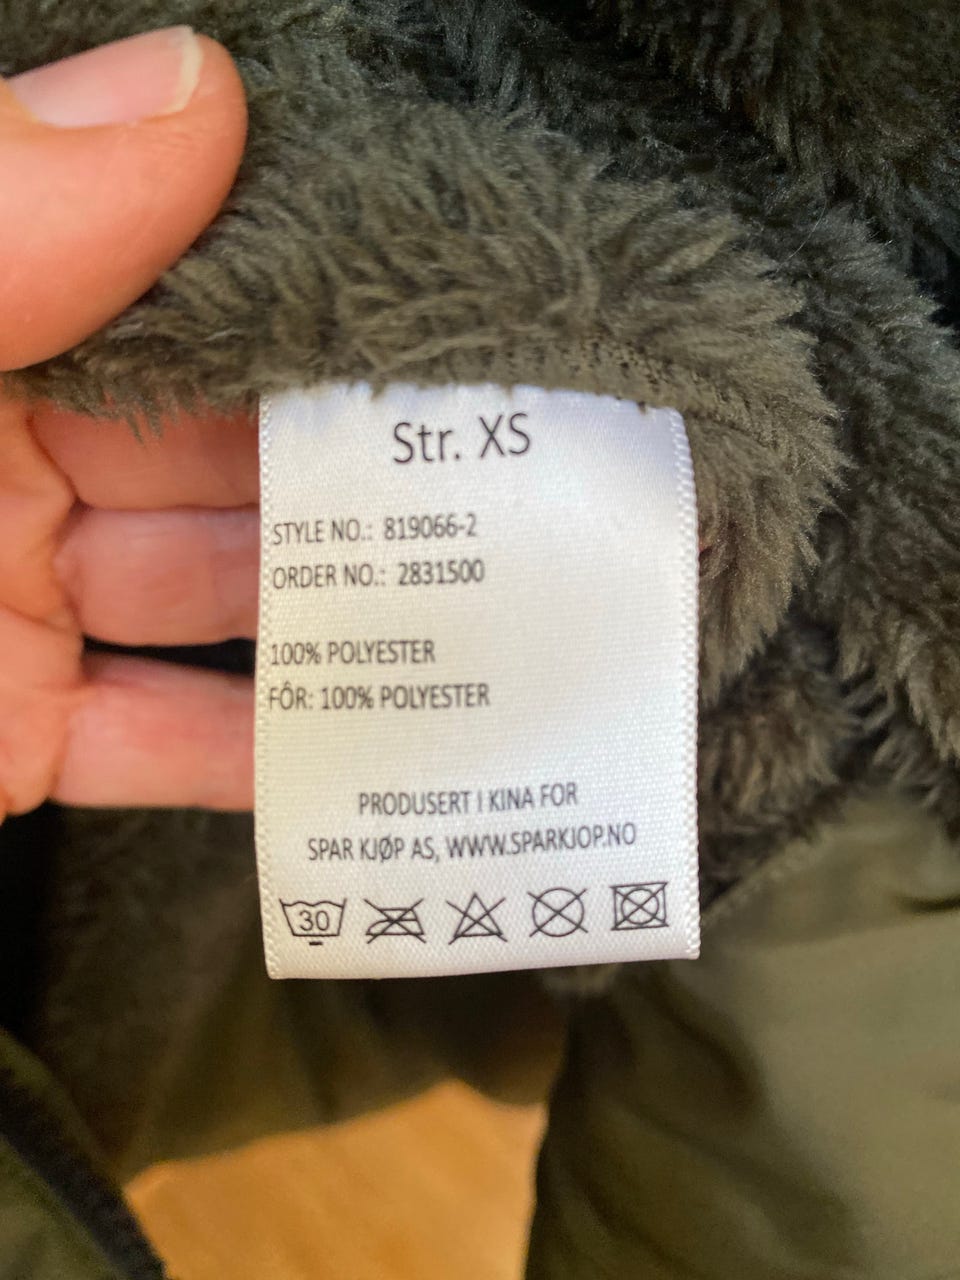 Str. XS
STYLE NO.: 819066-2
ORDER NO.: 2831500
100% POLYESTER
FÔR: 100% POLYESTER
PRODUSERT I KINA FOR
SPAR KJØP AS, WWW.SPARKJOP.NO
30